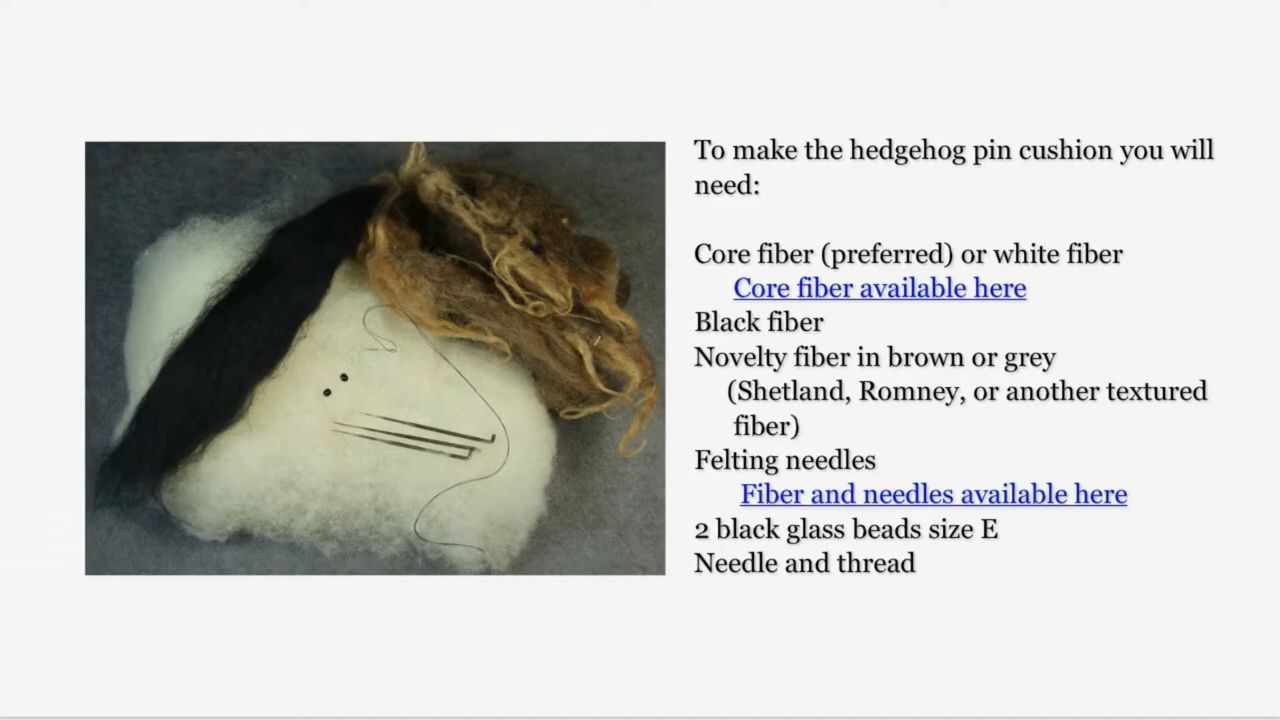 To make the hedgehog pin cushion you will
need:
Core fiber (preferred) or white fiber
Core fiber available here
Black fiber
Novelty fiber in brown or grey
(Shetland, Romney, or another textured
fiber)
Felting needles
Fiber and needles available here
2 black glass beads size E
Needle and thread